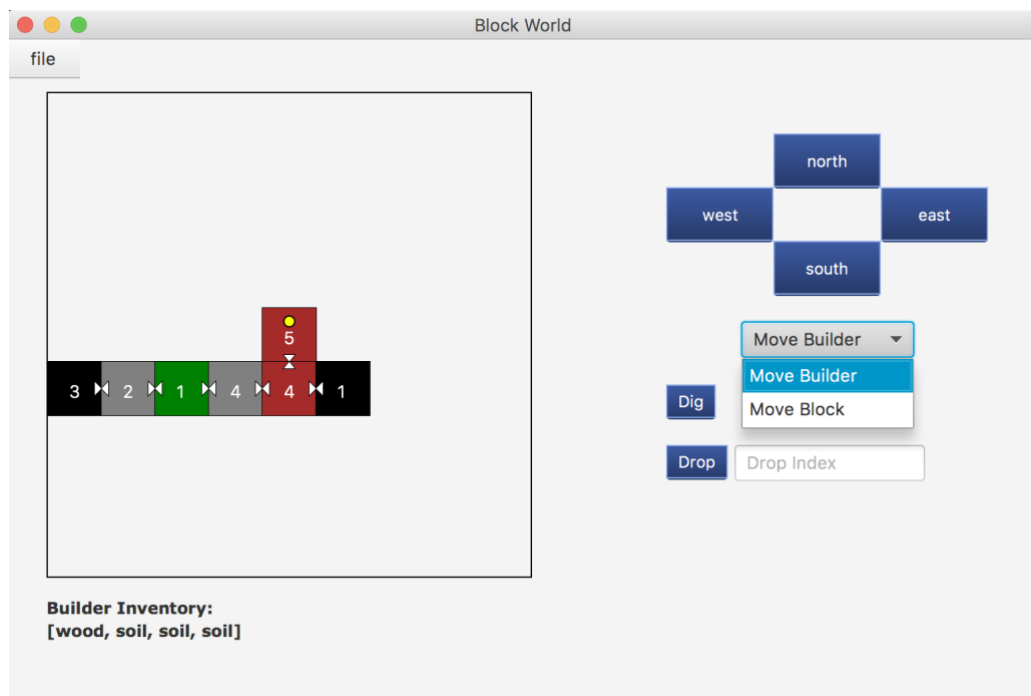 Block World
file
north
west
east
south
5
3 2 1 4 4 1
Move Builder
Move Builder
Move Block
Dig
Drop
Drop Index
Builder Inventory:
[wood, soil, soil, soil]